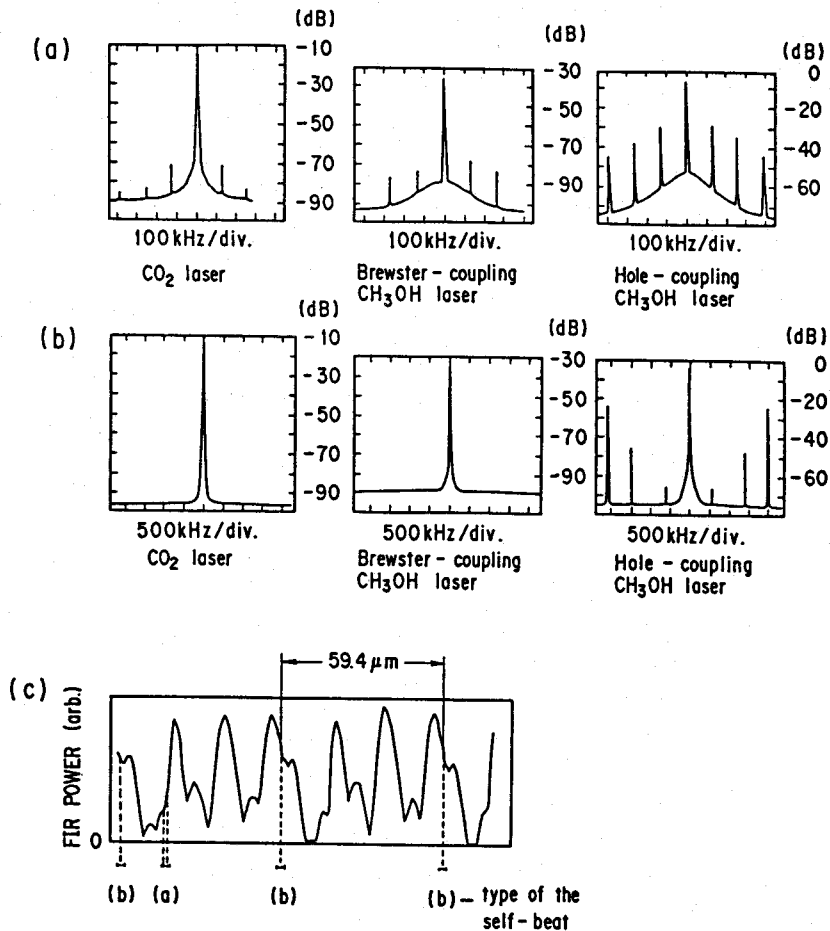 (a)
(dB)
-10
-30
-50
-70
-90
100kHz/div.
CO₂ laser
(dB)
-30
-50
-70
-90
100kHz/div.
Brewster-coupling
CH₃OH laser
(dB)
0
-20
-40
-60
100kHz/div.
Hole-coupling
CH₃OH laser
(b)
(dB)
-10
-30
-50
-70
-90
500kHz/div.
CO₂ laser
(dB)
-30
-50
-70
-90
500kHz/div.
Brewster-coupling
CH₃OH laser
(dB)
0
-20
-40
-60
500kHz/div.
Hole-coupling
CH₃OH laser
(c)
59.4 μm
FIR POWER (arb.)
0
(b) (a) (b) (b)— type of the
self-beat